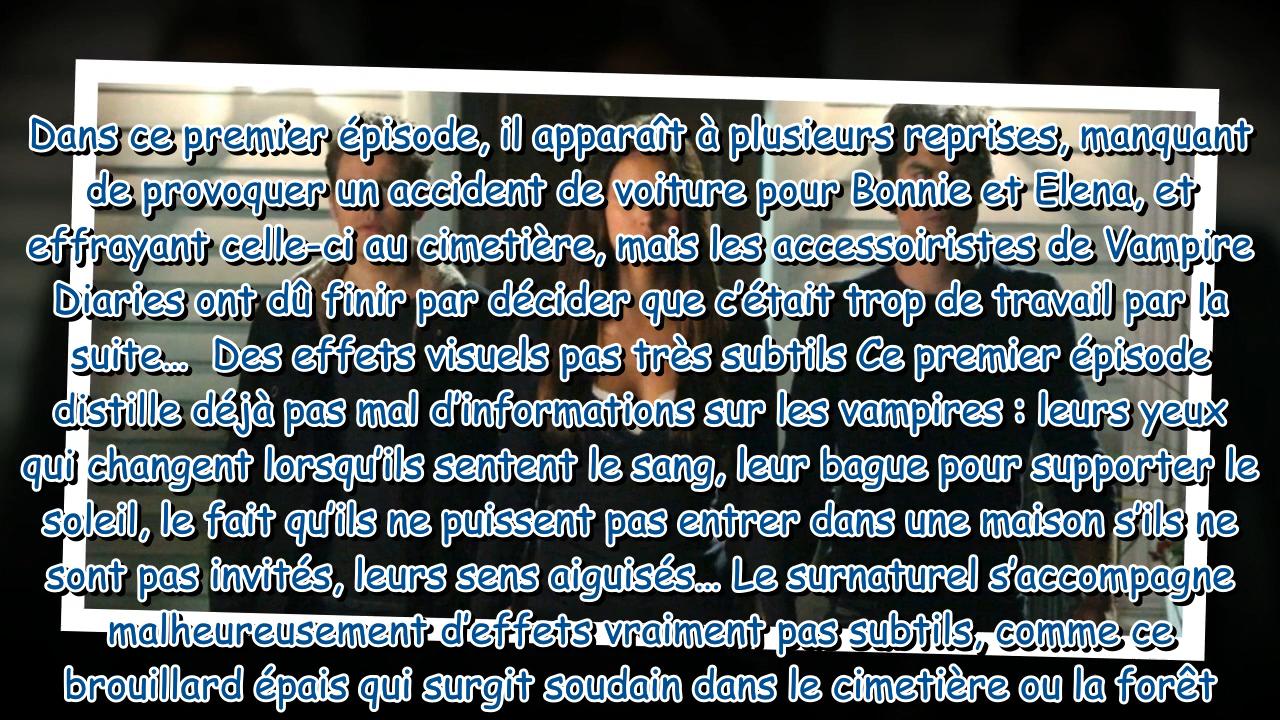 Dans ce premier épisode, il apparaît à plusieurs reprises, manquant
de provoquer un accident de voiture pour Bonnie et Elena, et
effrayant celle-ci au cimetière, mais les accessoiristes de Vampire
Diaries ont dû finir par décider que c'était trop de travail par la
suite... Des effets visuels pas très subtils Ce premier épisode
distille déjà pas mal d'informations sur les vampires : leurs yeux
qui changent lorsqu'ils sentent le sang, leur bague pour supporter le
soleil, le fait qu'ils ne puissent pas entrer dans une maison s'ils ne
sont pas invités, leurs sens aiguisés... Le surnaturel s'accompagne
malheureusement d'effets vraiment pas subtils, comme ce
brouillard épais qui surgit soudain dans le cimetière ou la forêt